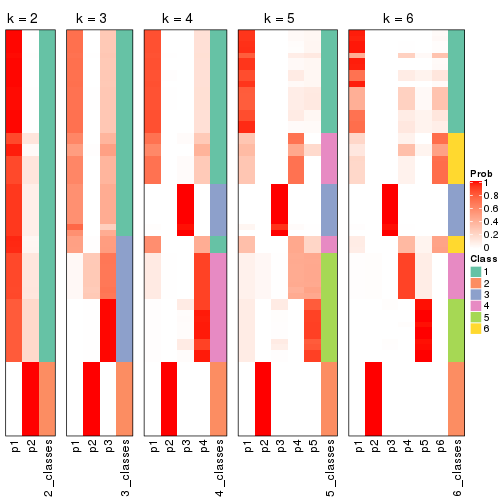 k = 2
k = 3
k = 4
k = 5
k = 6
Prob
1
0.8
0.6
0.4
0.2
0
Class
1
2
3
4
5
6
p1
p2
2_classes
p1
p2
p3
3_classes
p1
p2
p3
p4
4_classes
p1
p2
p3
p4
p5
5_classes
p1
p2
p3
p4
p5
p6
6_classes